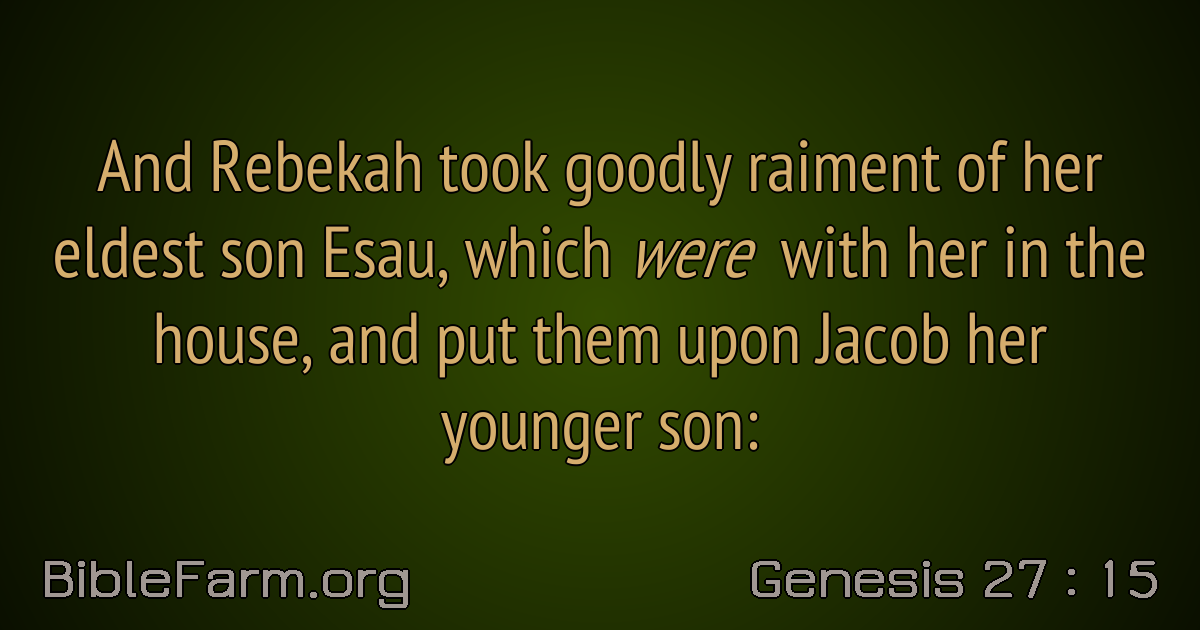 And Rebekah took goodly raiment of her
eldest son Esau, which were with her in the
house, and put them upon Jacob her
younger son:
BibleFarm.org
Genesis 27 : 15